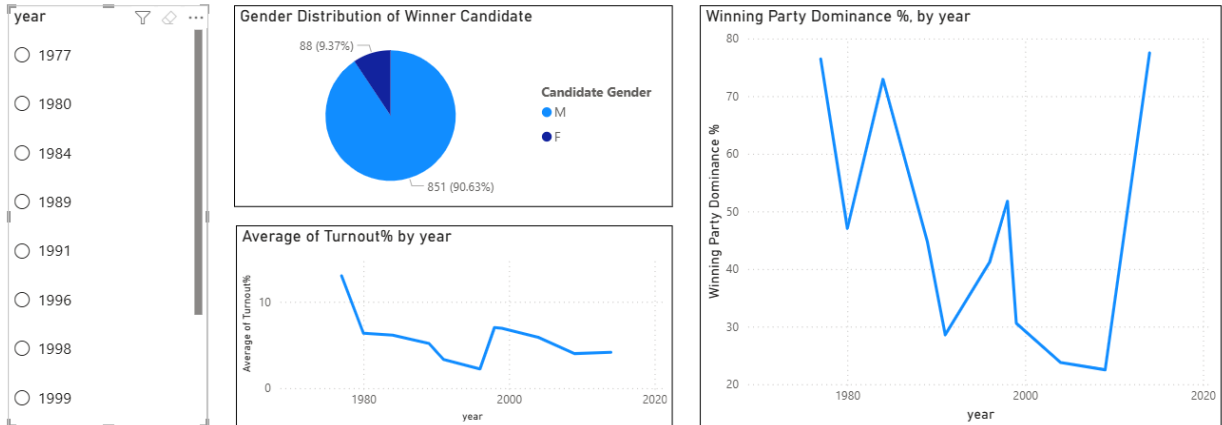 year
1977
1980
1984
1989
1991
1996
1998
1999
Gender Distribution of Winner Candidate
88 (9.37%)
851 (90.63%)
Candidate Gender
M
F
Average of Turnout% by year
Average of Turnout%
10
0
1980
2000
2020
year
Winning Party Dominance %, by year
Winning Party Dominance %
80
70
60
50
40
30
20
1980
2000
2020
year